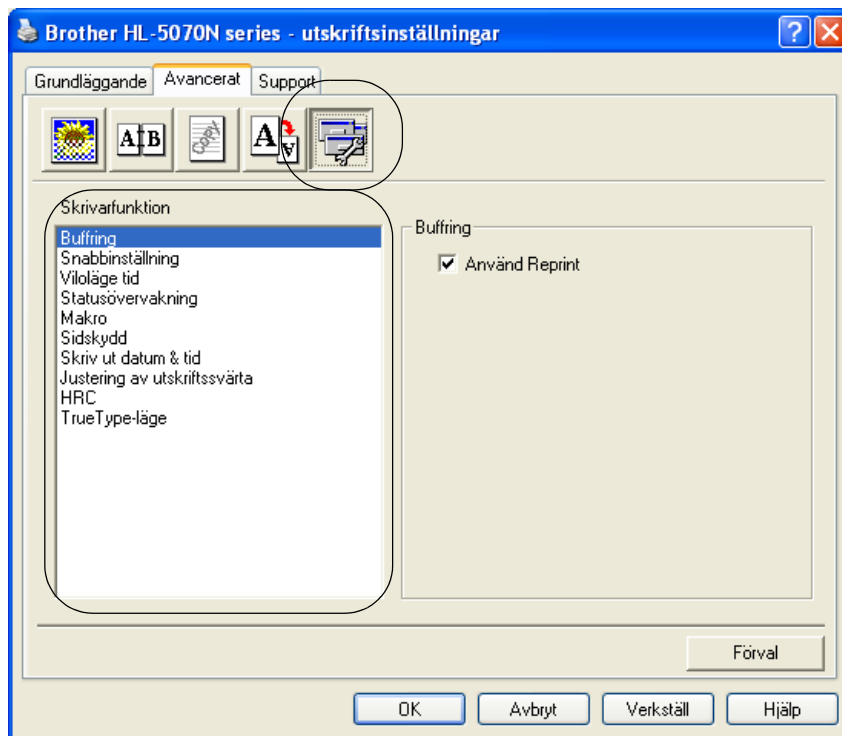 Brother HL-5070N series - utskriftsinställningar
Grundläggande Avancerat Support
A B Copy A A
Skrivarfunktion
Buffring
Snabbinställning
Viloläge tid
Statusövervakning
Makro
Sidskydd
Skriv ut datum & tid
Justering av utskriftssvärta
HRC
TrueType-läge
Buffring
Använd Reprint
Förval
OK Avbryt Verkställ Hjälp